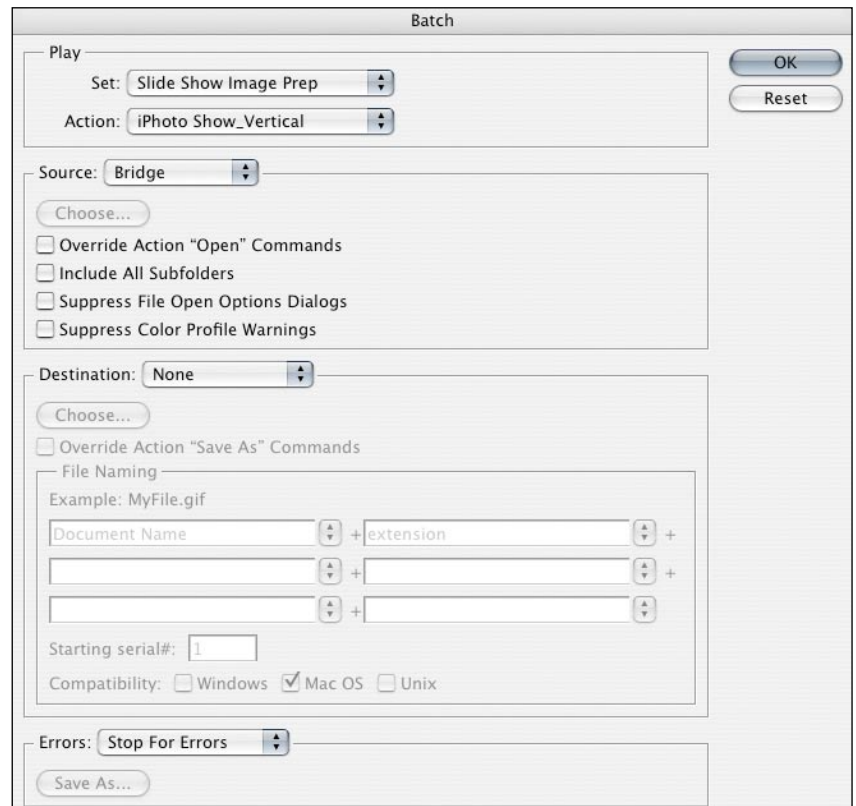 Batch
Play
Set: Slide Show Image Prep
Action: iPhoto Show_Vertical
OK
Reset
Source: Bridge
Choose...
Override Action “Open” Commands
Include All Subfolders
Suppress File Open Options Dialogs
Suppress Color Profile Warnings
Destination: None
Choose...
Override Action “Save As” Commands
File Naming
Example: MyFile.gif
Document Name + extension +
+ +
+
Starting serial#: 1
Compatibility: Windows Mac OS Unix
Errors: Stop For Errors
Save As...